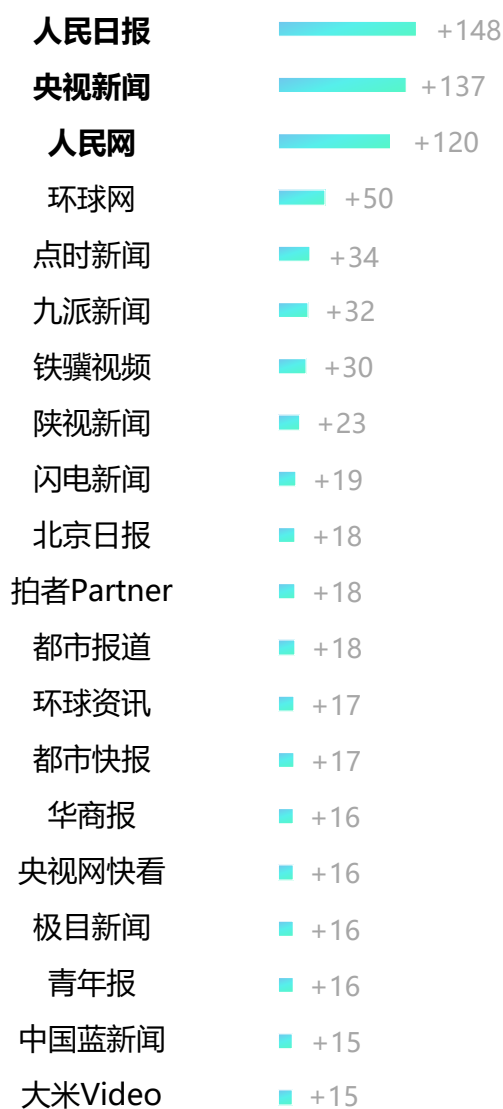 人民日报 +148
央视新闻 +137
人民网 +120
环球网 +50
点时新闻 +34
九派新闻 +32
铁骥视频 +30
陕视新闻 +23
闪电新闻 +19
北京日报 +18
拍者Partner +18
都市报道 +18
环球资讯 +17
都市快报 +17
华商报 +16
央视网快看 +16
极目新闻 +16
青年报 +16
中国蓝新闻 +15
大米Video +15